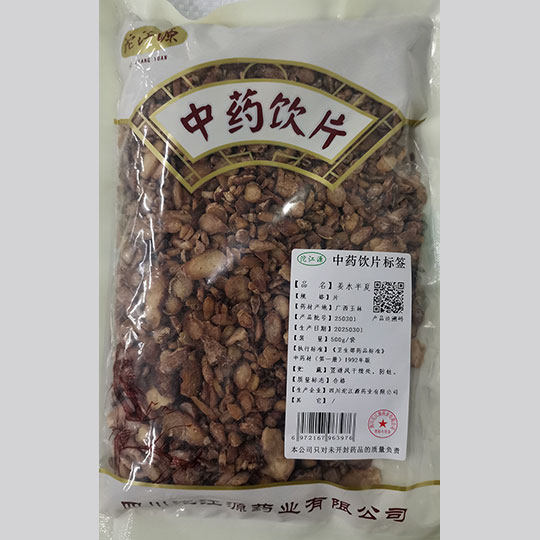 沱江源
中药饮片
沱江源 中药饮片标签
【品 名】姜水半夏
【规 格】片
【药材产地】广西玉林
【产品批号】250301
【生产日期】20250301
产品追溯码
【装 量】500g/袋
【执行标准】《卫生部药品标准》
中药材（第一册）1992年版
【贮 藏】置通风干燥处，防蛀。
【质量标志】合格
【生产企业】四川沱江源药业有限公司
【其 它】/
6972167963976
本公司只对未开封药品的质量负责
四川沱江源药业有限公司